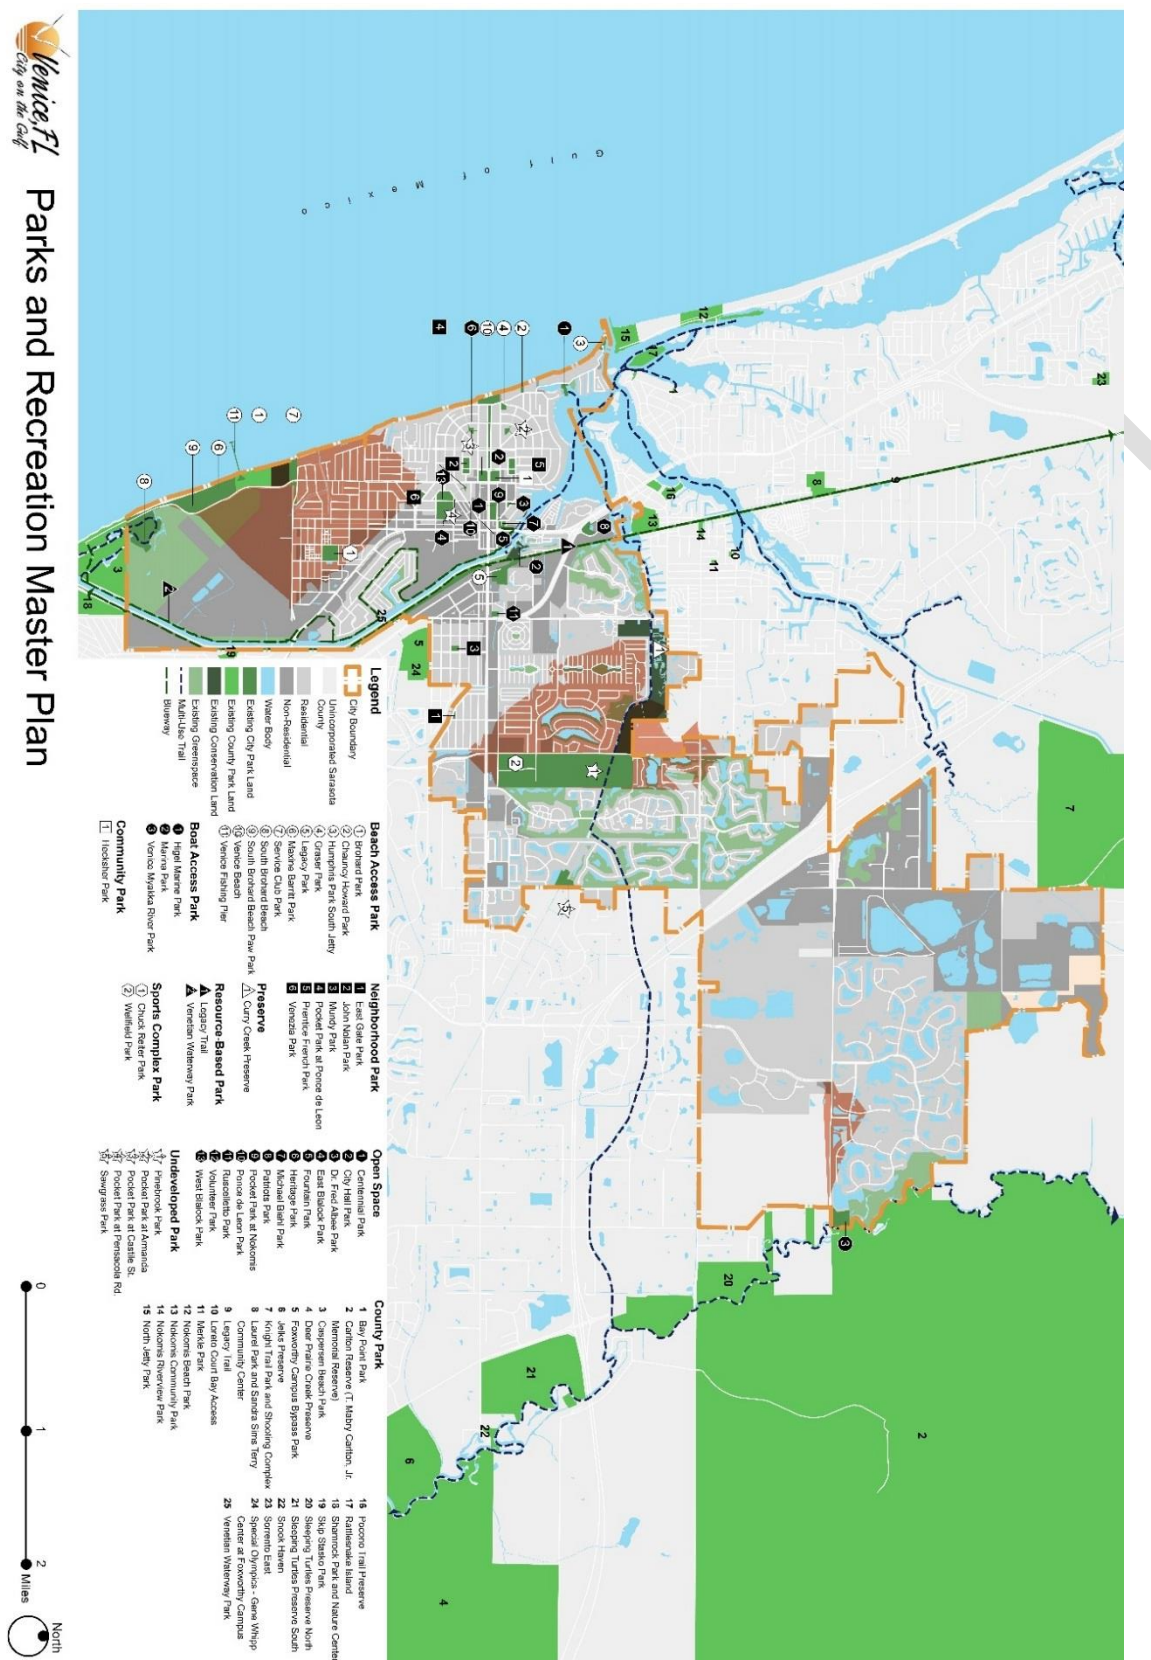 Venice, FL
City on the Gulf
Parks and Recreation Master Plan
Gulf of Mexico
Legend
City Boundary
Unincorporated Sarasota
County
Residential
Non-Residential
Water Body
Existing City Park Land
Existing County Park Land
Existing Conservation Land
Existing Greenspace
Multi-Use Trail
Blueway
Beach Access Park
1 Brohard Park
2 Chauncy Howard Park
3 Humphris Park South Jetty
4 Graser Park
5 Legacy Park
6 Maxine Barritt Park
7 Service Club Park
8 South Brohard Beach
9 South Brohard Beach Paw Park
10 Venice Beach
11 Venice Fishing Pier
Boat Access Park
1 Higel Marine Park
2 Marina Park
3 Venice Myakka River Park
Community Park
1 Hecksher Park
Neighborhood Park
1 East Gate Park
2 John Nolan Park
3 Mundy Park
4 Pocket Park at Ponce de Leon
5 Prentice French Park
6 Venezia Park
Preserve
1 Curry Creek Preserve
Resource-Based Park
1 Legacy Trail
2 Venetian Waterway Park
Sports Complex Park
1 Chuck Reiter Park
2 Wellfield Park
Open Space
1 Centennial Park
2 City Hall Park
3 Dr. Fred Albee Park
4 East Blalock Park
5 Fountain Park
6 Heritage Park
7 Michael Biehl Park
8 Patriots Park
9 Pocket Park at Nokomis
10 Ponce de Leon Park
11 Ruscelletto Park
12 Volunteer Park
13 West Blalock Park
Undeveloped Park
1 Pinebrook Park
2 Pocket Park at Armanda
3 Pocket Park at Castile St.
4 Pocket Park at Pensacola Rd.
5 Sawgrass Park
County Park
1 Bay Point Park
2 Carlton Reserve (T. Mabry Carlton, Jr.
Memorial Reserve)
3 Caspersen Beach Park
4 Deer Prairie Creek Preserve
5 Foxworthy Campus Bypass Park
6 Jelks Preserve
7 Knight Trail Park and Shooting Complex
8 Laurel Park and Sandra Sims Terry
Community Center
9 Legacy Trail
10 Loreto Court Bay Access
11 Merkle Park
12 Nokomis Beach Park
13 Nokomis Community Park
14 Nokomis Riverview Park
15 North Jetty Park
16 Pocono Trail Preserve
17 Rattlesnake Island
18 Shamrock Park and Nature Center
19 Skip Stasko Park
20 Sleeping Turtles Preserve North
21 Sleeping Turtles Preserve South
22 Snook Haven
23 Sorrento East
24 Special Olympics - Gene Whipp
Center at Foxworthy Campus
25 Venetian Waterway Park
0 1 2 Miles
North